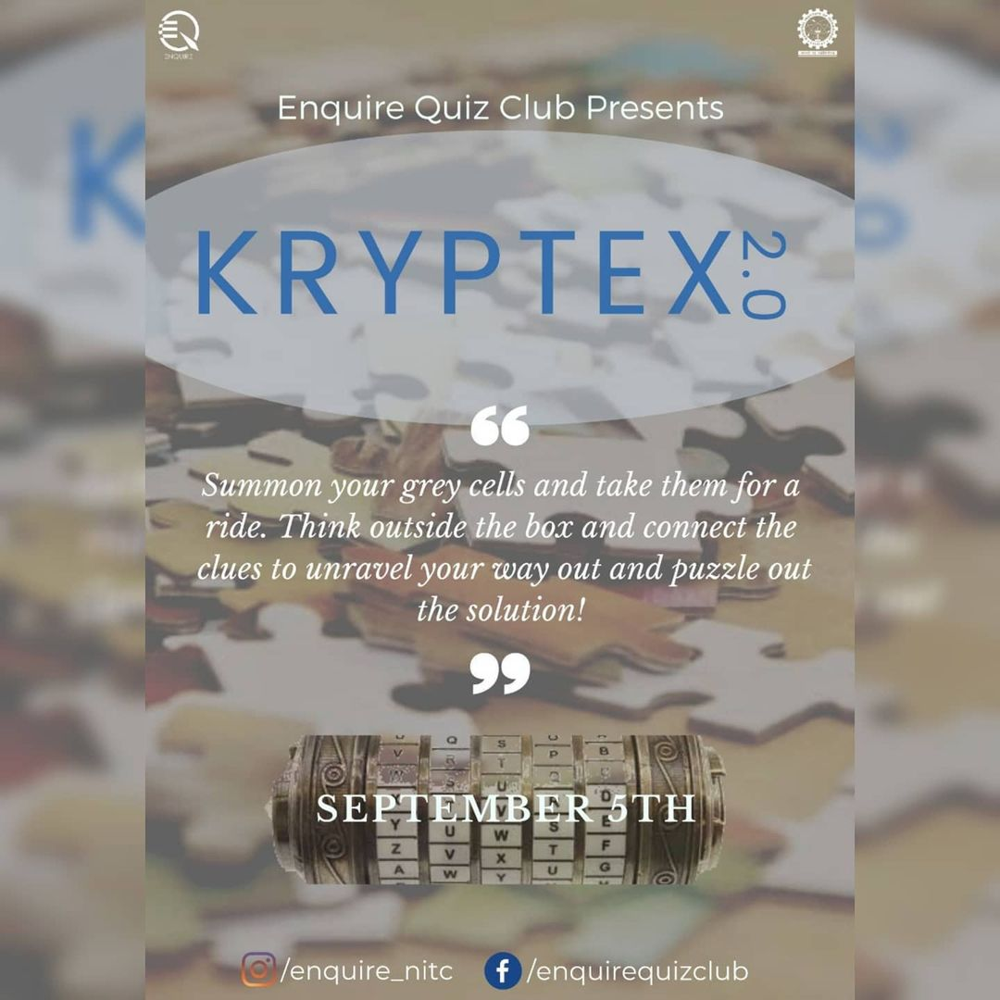 ENQUIRE
Enquire Quiz Club Presents
KRYPTEX 2.0
“
Summon your grey cells and take them for a
ride. Think outside the box and connect the
clues to unravel your way out and puzzle out
the solution!
”
SEPTEMBER 5TH
/enquire_nitc /enquirequizclub